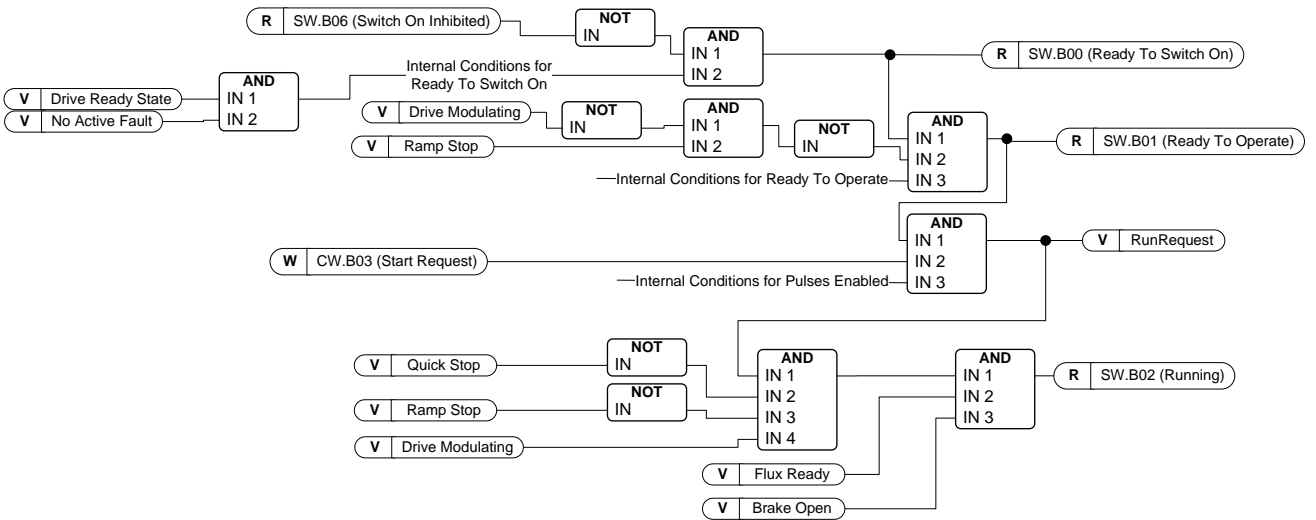 R SW.B06 (Switch On Inhibited)
NOT
IN
AND
IN 1
IN 2
R SW.B00 (Ready To Switch On)
Internal Conditions for
Ready To Switch On
AND
IN 1
IN 2
V Drive Ready State
V No Active Fault
V Drive Modulating
NOT
IN
AND
IN 1
IN 2
V Ramp Stop
NOT
IN
AND
IN 1
IN 2
IN 3
R SW.B01 (Ready To Operate)
Internal Conditions for Ready To Operate
AND
IN 1
IN 2
IN 3
V RunRequest
W CW.B03 (Start Request)
Internal Conditions for Pulses Enabled
V Quick Stop
NOT
IN
V Ramp Stop
NOT
IN
V Drive Modulating
AND
IN 1
IN 2
IN 3
IN 4
AND
IN 1
IN 2
IN 3
R SW.B02 (Running)
V Flux Ready
V Brake Open